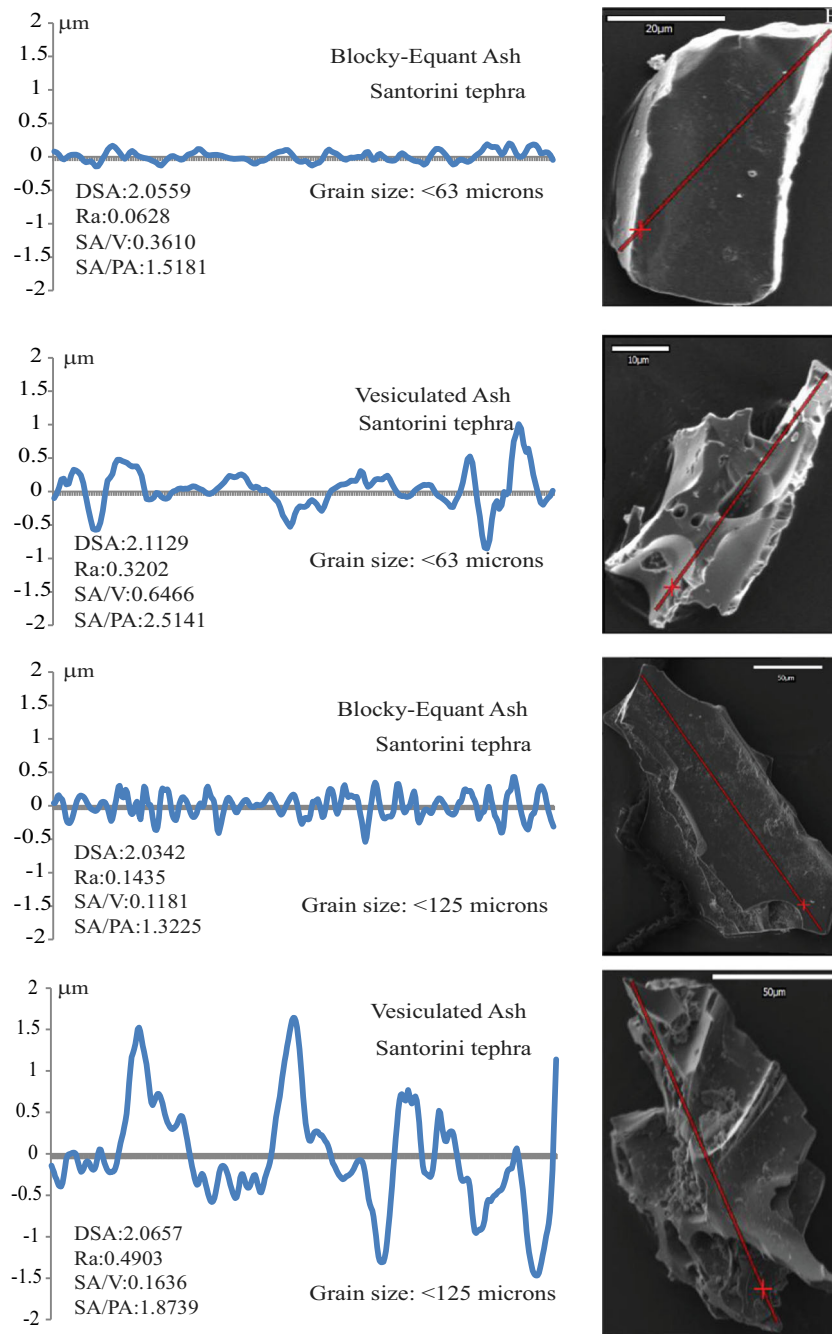 μm
2
1.5
1
0.5
0
-0.5
-1
-1.5
-2
Blocky-Equant Ash
Santorini tephra
DSA:2.0559
Ra:0.0628
SA/V:0.3610
SA/PA:1.5181
Grain size: <63 microns
20μm
μm
2
1.5
1
0.5
0
-0.5
-1
-1.5
-2
Vesiculated Ash
Santorini tephra
DSA:2.1129
Ra:0.3202
SA/V:0.6466
SA/PA:2.5141
Grain size: <63 microns
10μm
μm
2
1.5
1
0.5
0
-0.5
-1
-1.5
-2
Blocky-Equant Ash
Santorini tephra
DSA:2.0342
Ra:0.1435
SA/V:0.1181
SA/PA:1.3225
Grain size: <125 microns
50μm
μm
2
1.5
1
0.5
0
-0.5
-1
-1.5
-2
Vesiculated Ash
Santorini tephra
DSA:2.0657
Ra:0.4903
SA/V:0.1636
SA/PA:1.8739
Grain size: <125 microns
50μm